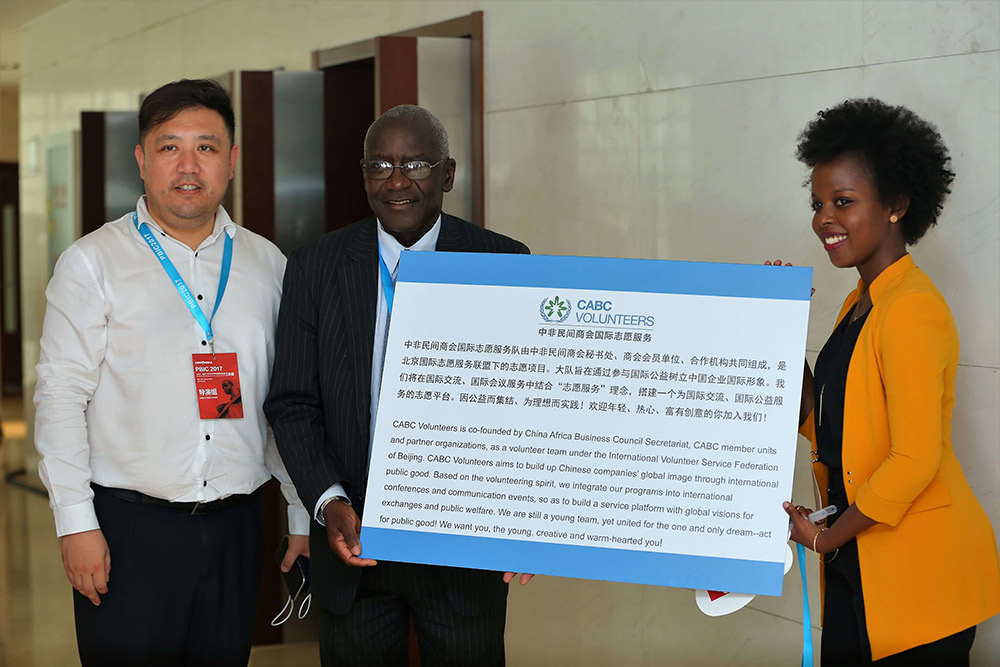 CABC
VOLUNTEERS
中非民间商会国际志愿服务
中非民间商会国际志愿服务队由中非民间商会秘书处、商会会员单位、合作机构共同组成，是
北京国际志愿服务联盟下的志愿项目。大队旨在通过参与国际公益树立中国企业国际形象。我
们将在国际交流、国际会议服务中结合“志愿服务”理念，搭建一个为国际交流、国际公益服
务的志愿平台。因公益而集结、为理想而实践！欢迎年轻、热心、富有创意的你加入我们！
CABC Volunteers is co-founded by China Africa Business Council Secretariat, CABC member units
and partner organizations, as a volunteer team under the International Volunteer Service Federation
of Beijing. CABC Volunteers aims to build up Chinese companies' global image through international
public good. Based on the volunteering spirit, we integrate our programs into international
conferences and communication events, so as to build a service platform with global visions for
exchanges and public welfare. We are still a young team, yet united for the one and only dream--act
for public good! We want you, the young, creative and warm-hearted you!
PBIC2017
PBIC 2017
导演组